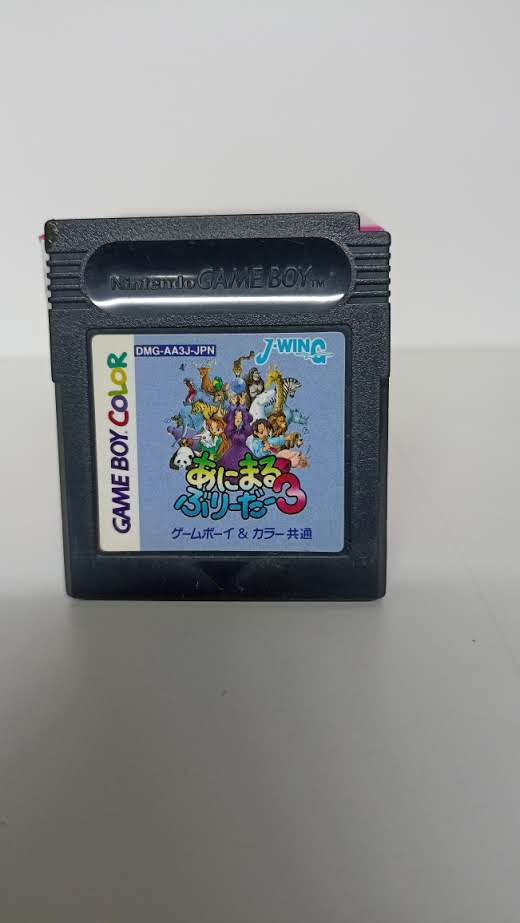 Nintendo GAME BOY™
DMG-AA3J-JPN
J-WING
GAME BOY COLOR
あにまる
ぶりーだー3
ゲームボーイ & カラー共通